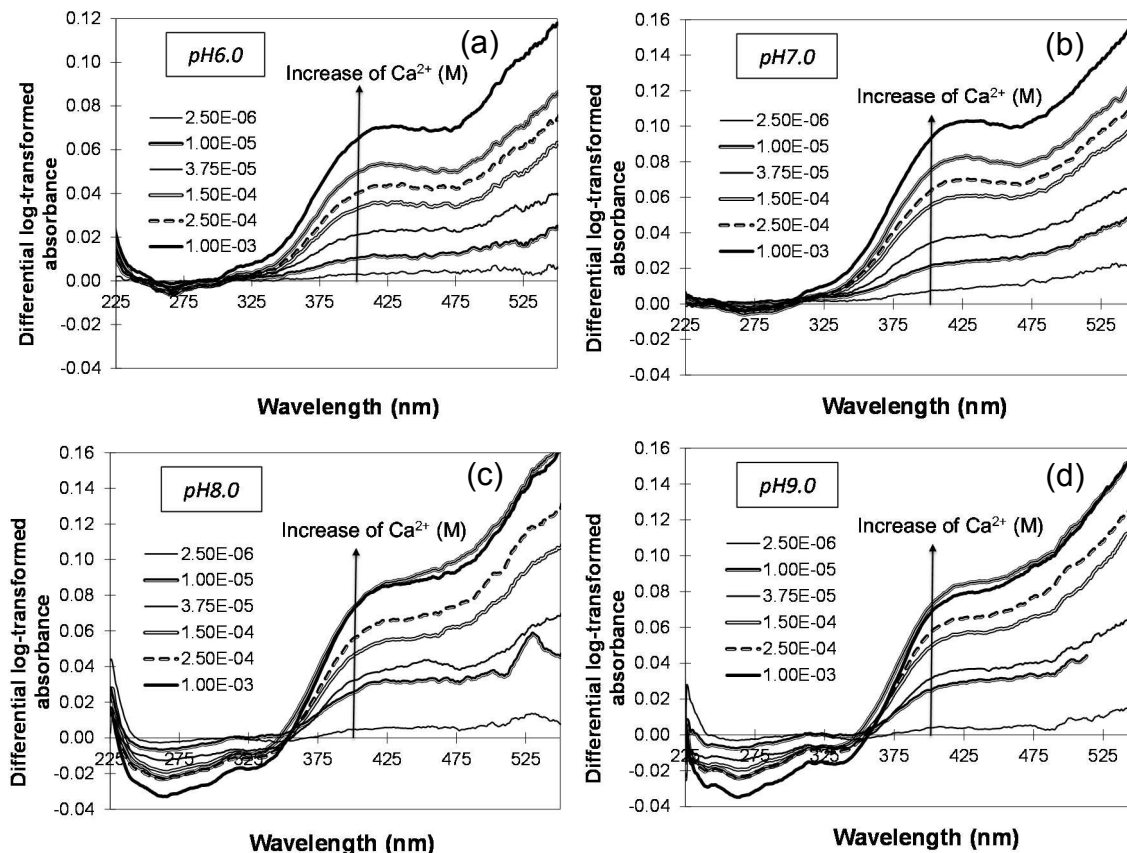 (a)
pH6.0
Increase of Ca²⁺ (M)
2.50E-06
1.00E-05
3.75E-05
1.50E-04
2.50E-04
1.00E-03
0.12
0.10
0.08
0.06
0.04
0.02
0.00
-0.02
-0.04
225 275 325 375 425 475 525
Differential log-transformed
absorbance
Wavelength (nm)
(b)
pH7.0
Increase of Ca²⁺ (M)
2.50E-06
1.00E-05
3.75E-05
1.50E-04
2.50E-04
1.00E-03
0.16
0.14
0.12
0.10
0.08
0.06
0.04
0.02
0.00
-0.02
-0.04
225 275 325 375 425 475 525
Differential log-transformed
absorbance
Wavelength (nm)
(c)
pH8.0
Increase of Ca²⁺ (M)
2.50E-06
1.00E-05
3.75E-05
1.50E-04
2.50E-04
1.00E-03
0.16
0.14
0.12
0.10
0.08
0.06
0.04
0.02
0.00
-0.02
-0.04
225 275 325 375 425 475 525
Differential log-transformed
absorbance
Wavelength (nm)
(d)
pH9.0
Increase of Ca²⁺ (M)
2.50E-06
1.00E-05
3.75E-05
1.50E-04
2.50E-04
1.00E-03
0.16
0.14
0.12
0.10
0.08
0.06
0.04
0.02
0.00
-0.02
-0.04
225 275 325 375 425 475 525
Differential log-transformed
absorbance
Wavelength (nm)